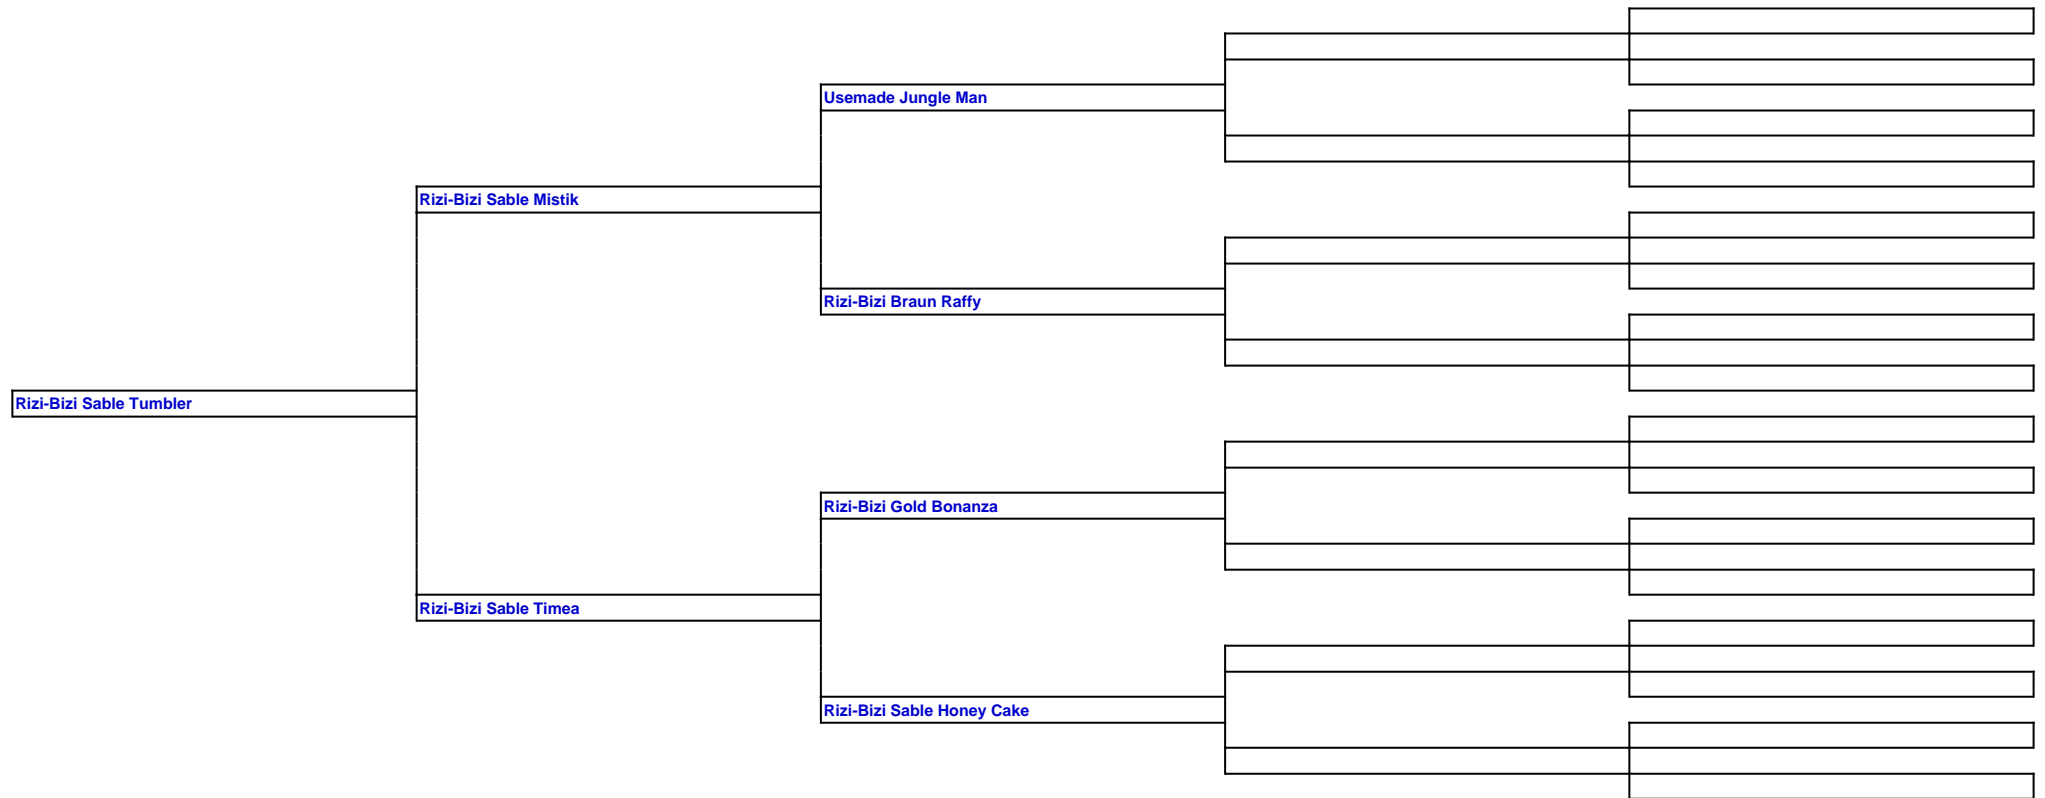 Usemade Jungle Man
Rizi-Bizi Sable Mistik
Rizi-Bizi Braun Raffy
Rizi-Bizi Sable Tumbler
Rizi-Bizi Gold Bonanza
Rizi-Bizi Sable Timea
Rizi-Bizi Sable Honey Cake